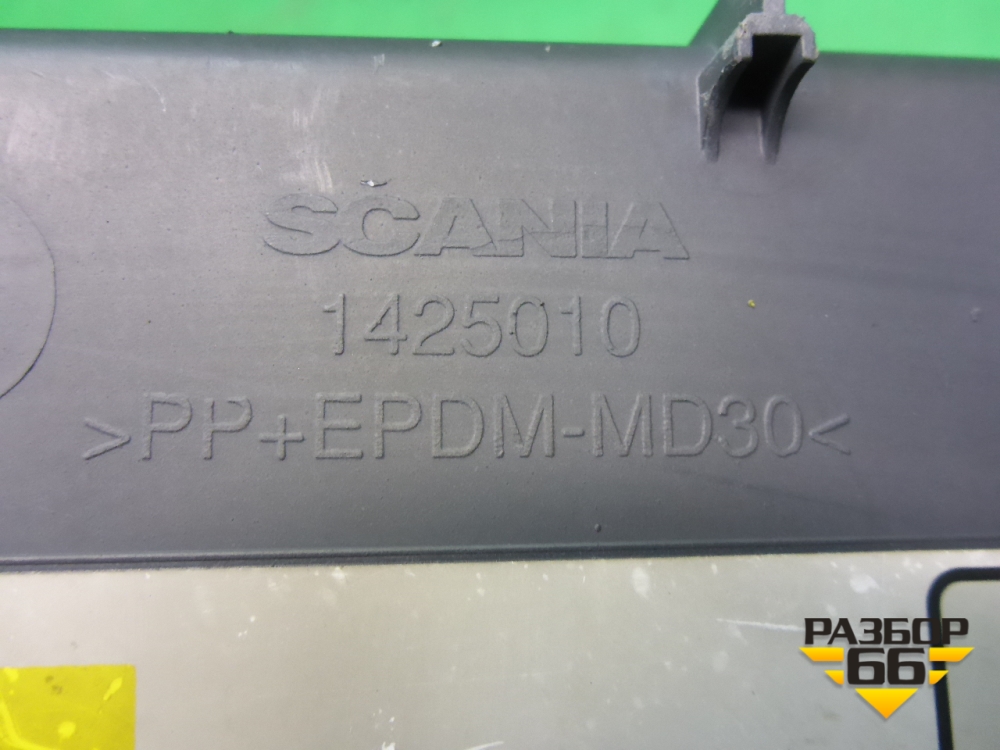 SCANIA
1425010
>PP+EPDM-MD30<
РАЗБОР
66